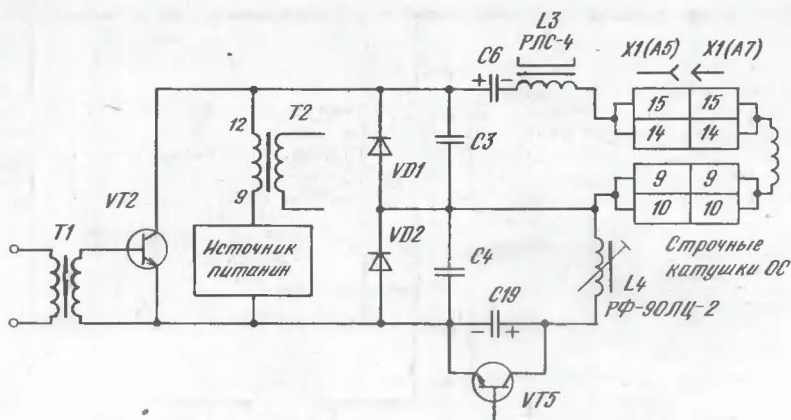 L3
РЛС-4
X1(A5)
X1(A7)
C6
+
-
15
15
14
14
12
T2
C3
VD1
9
VT2
T1
Источник
питании
VD2
9
9
10
10
C4
Строчные
катушки ОС
L4
РФ-90ЛЦ-2
C19
-
+
VT5